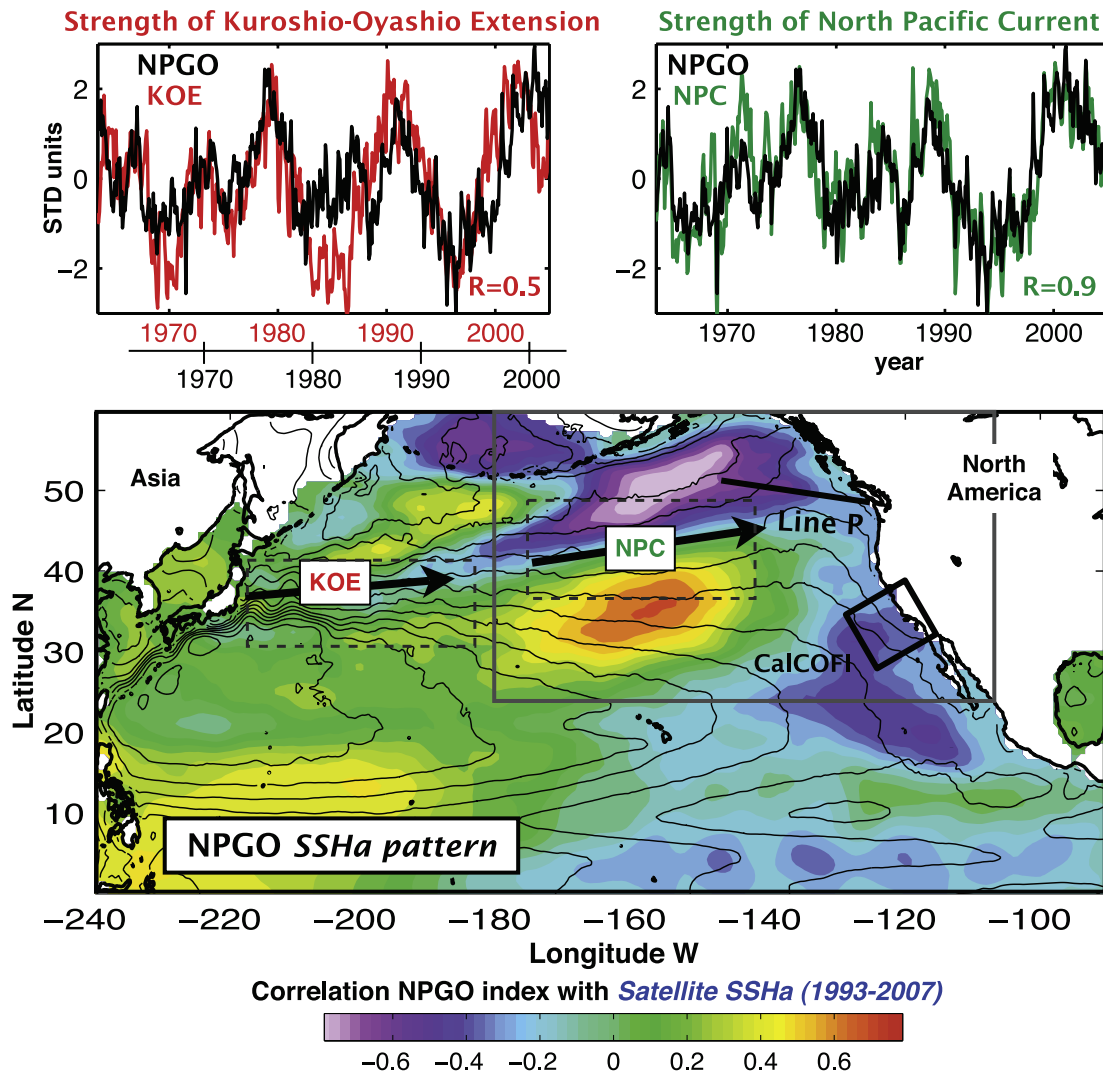 Strength of Kuroshio-Oyashio Extension
Strength of North Pacific Current
NPGO
KOE
2
0
−2
STD units
R=0.5
1970 1980 1990 2000
1970 1980 1990 2000
NPGO
NPC
2
0
−2
R=0.9
1970 1980 1990 2000
year
Asia
North
America
Line P
NPC
KOE
CalCOFI
NPGO SSHa pattern
50
40
30
20
10
Latitude N
−240 −220 −200 −180 −160 −140 −120 −100
Longitude W
Correlation NPGO index with Satellite SSHa (1993-2007)
−0.6 −0.4 −0.2 0 0.2 0.4 0.6